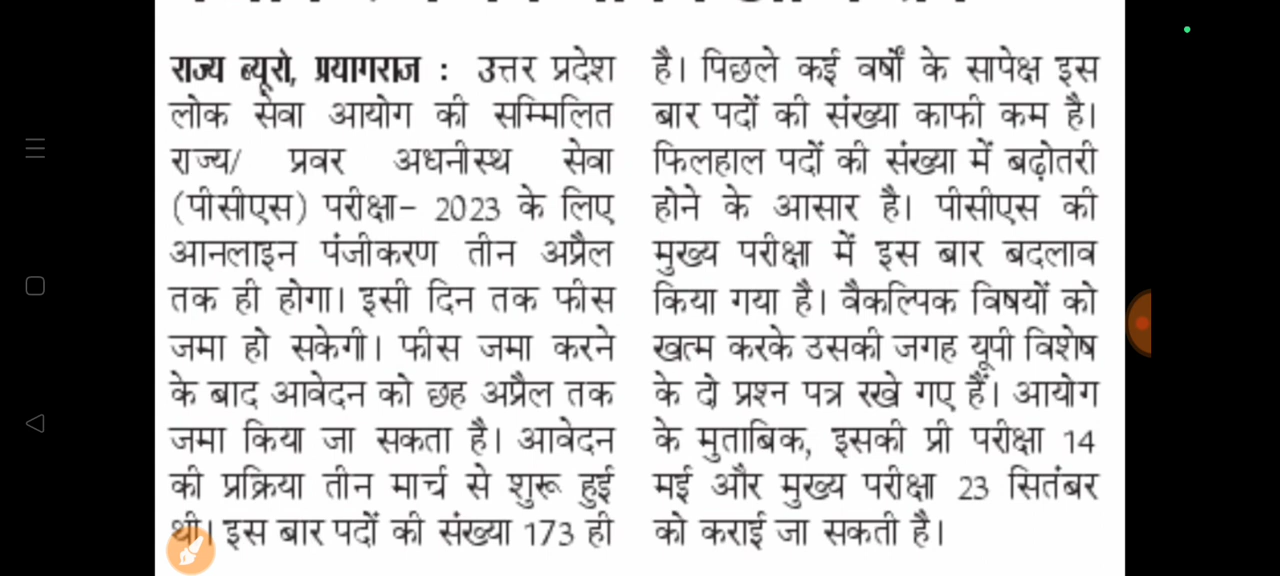 राज्य ब्यूरो, प्रयागराज : उत्तर प्रदेश
लोक सेवा आयोग की सम्मिलित
राज्य/ प्रवर अधनीस्थ सेवा
(पीसीएस) परीक्षा- 2023 के लिए
आनलाइन पंजीकरण तीन अप्रैल
तक ही होगा। इसी दिन तक फीस
जमा हो सकेगी। फीस जमा करने
के बाद आवेदन को छह अप्रैल तक
जमा किया जा सकता है। आवेदन
की प्रक्रिया तीन मार्च से शुरू हुई
थी। इस बार पदों की संख्या 173 ही
है। पिछले कई वर्षों के सापेक्ष इस
बार पदों की संख्या काफी कम है।
फिलहाल पदों की संख्या में बढ़ोतरी
होने के आसार है। पीसीएस की
मुख्य परीक्षा में इस बार बदलाव
किया गया है। वैकल्पिक विषयों को
खत्म करके उसकी जगह यूपी विशेष
के दो प्रश्न पत्र रखे गए हैं। आयोग
के मुताबिक, इसकी प्री परीक्षा 14
मई और मुख्य परीक्षा 23 सितंबर
को कराई जा सकती है।